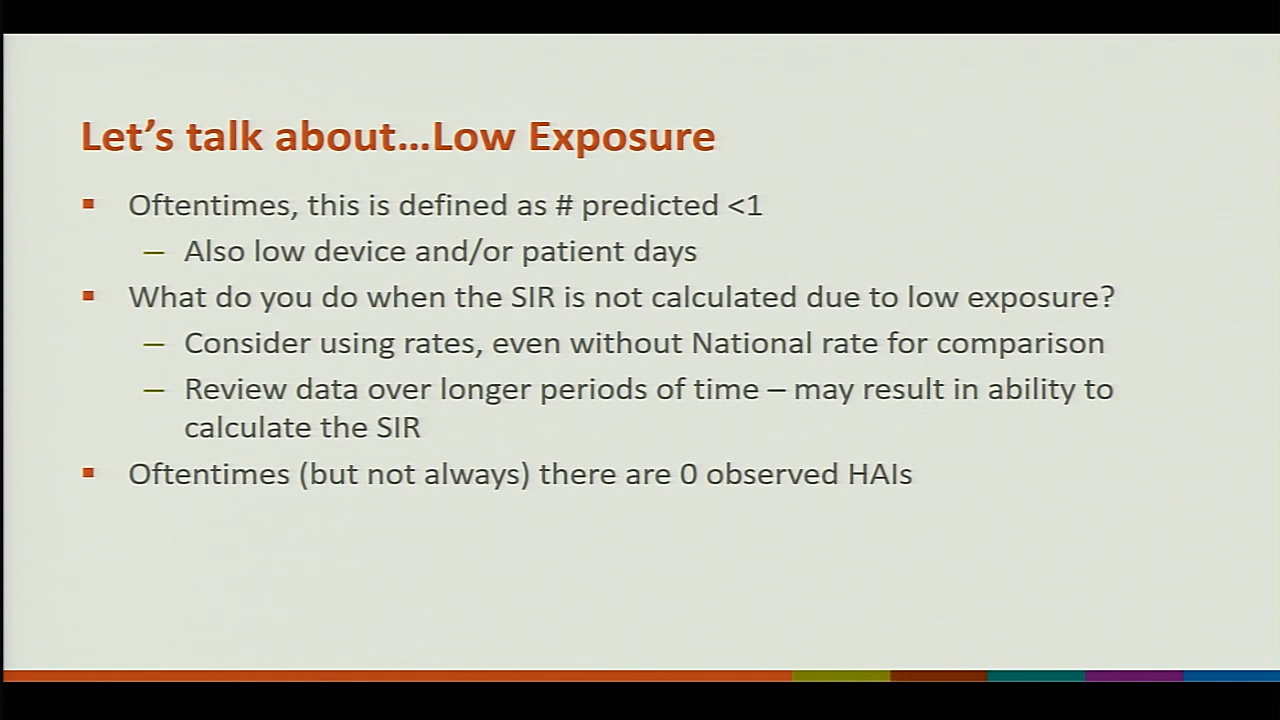 Let's talk about...Low Exposure
▪ Oftentimes, this is defined as # predicted <1
– Also low device and/or patient days
▪ What do you do when the SIR is not calculated due to low exposure?
– Consider using rates, even without National rate for comparison
– Review data over longer periods of time – may result in ability to
calculate the SIR
▪ Oftentimes (but not always) there are 0 observed HAIs